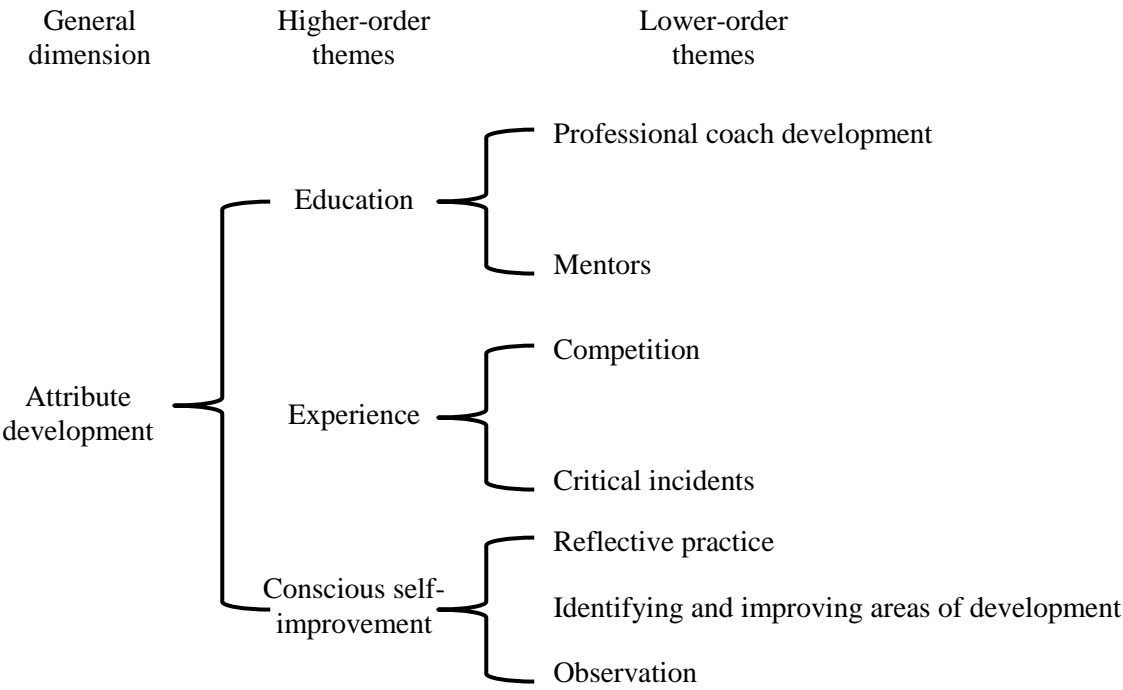 General
dimension
Higher-order
themes
Lower-order
themes
Professional coach development
Education
Mentors
Competition
Attribute
development
Experience
Critical incidents
Reflective practice
Conscious self-
improvement
Identifying and improving areas of development
Observation